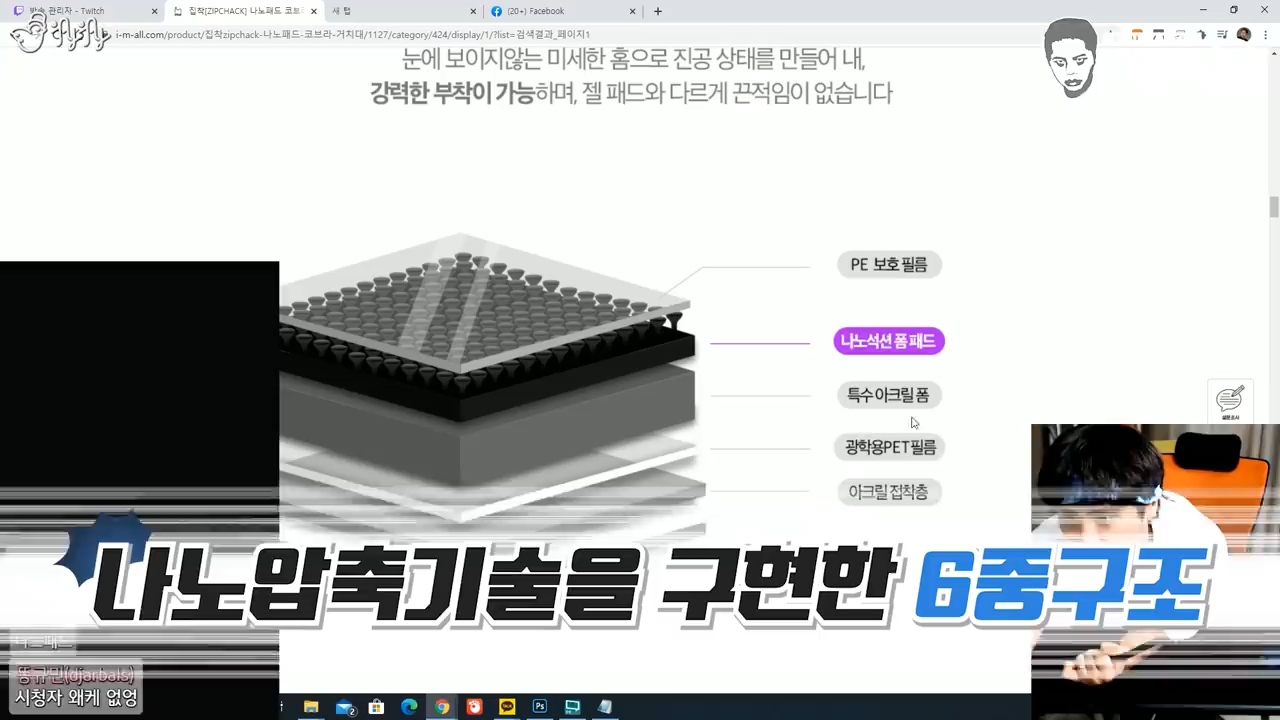 방송 관리자 - Twitch
집착[ZIPCHACK] 나노패드 코브라
새 탭
(20+) Facebook
i-m-all.com/product/집착zipchack-나노패드-코브라-거치대/1127/category/424/display/1/?list=검색결과_페이지1
눈에 보이지않는 미세한 홈으로 진공 상태를 만들어 내,
강력한 부착이 가능하며, 젤 패드와 다르게 끈적임이 없습니다
PE 보호 필름
나노석션 폼 패드
특수 아크릴 폼
광학용PET필름
아크릴 접착층
설문조사
나노압축기술을 구현한 6중구조
똥규민(djarbals)
시청자 왜케 없엉